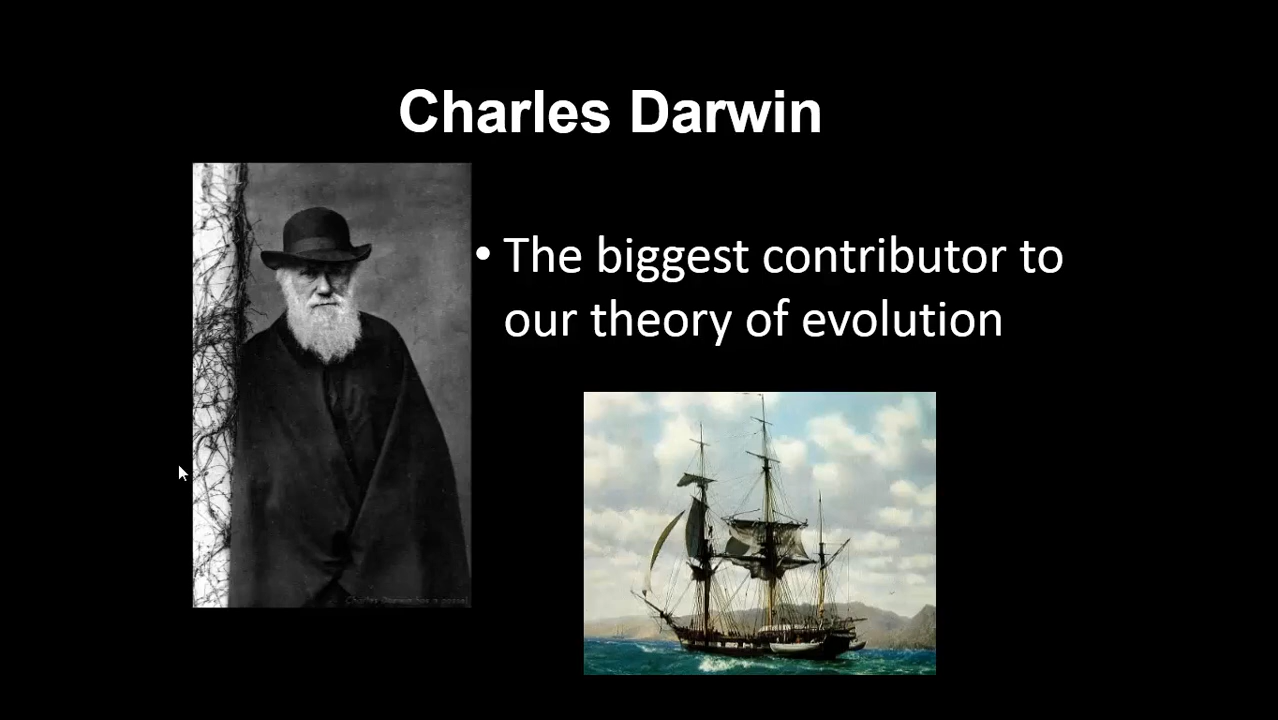 Charles Darwin
• The biggest contributor to
our theory of evolution